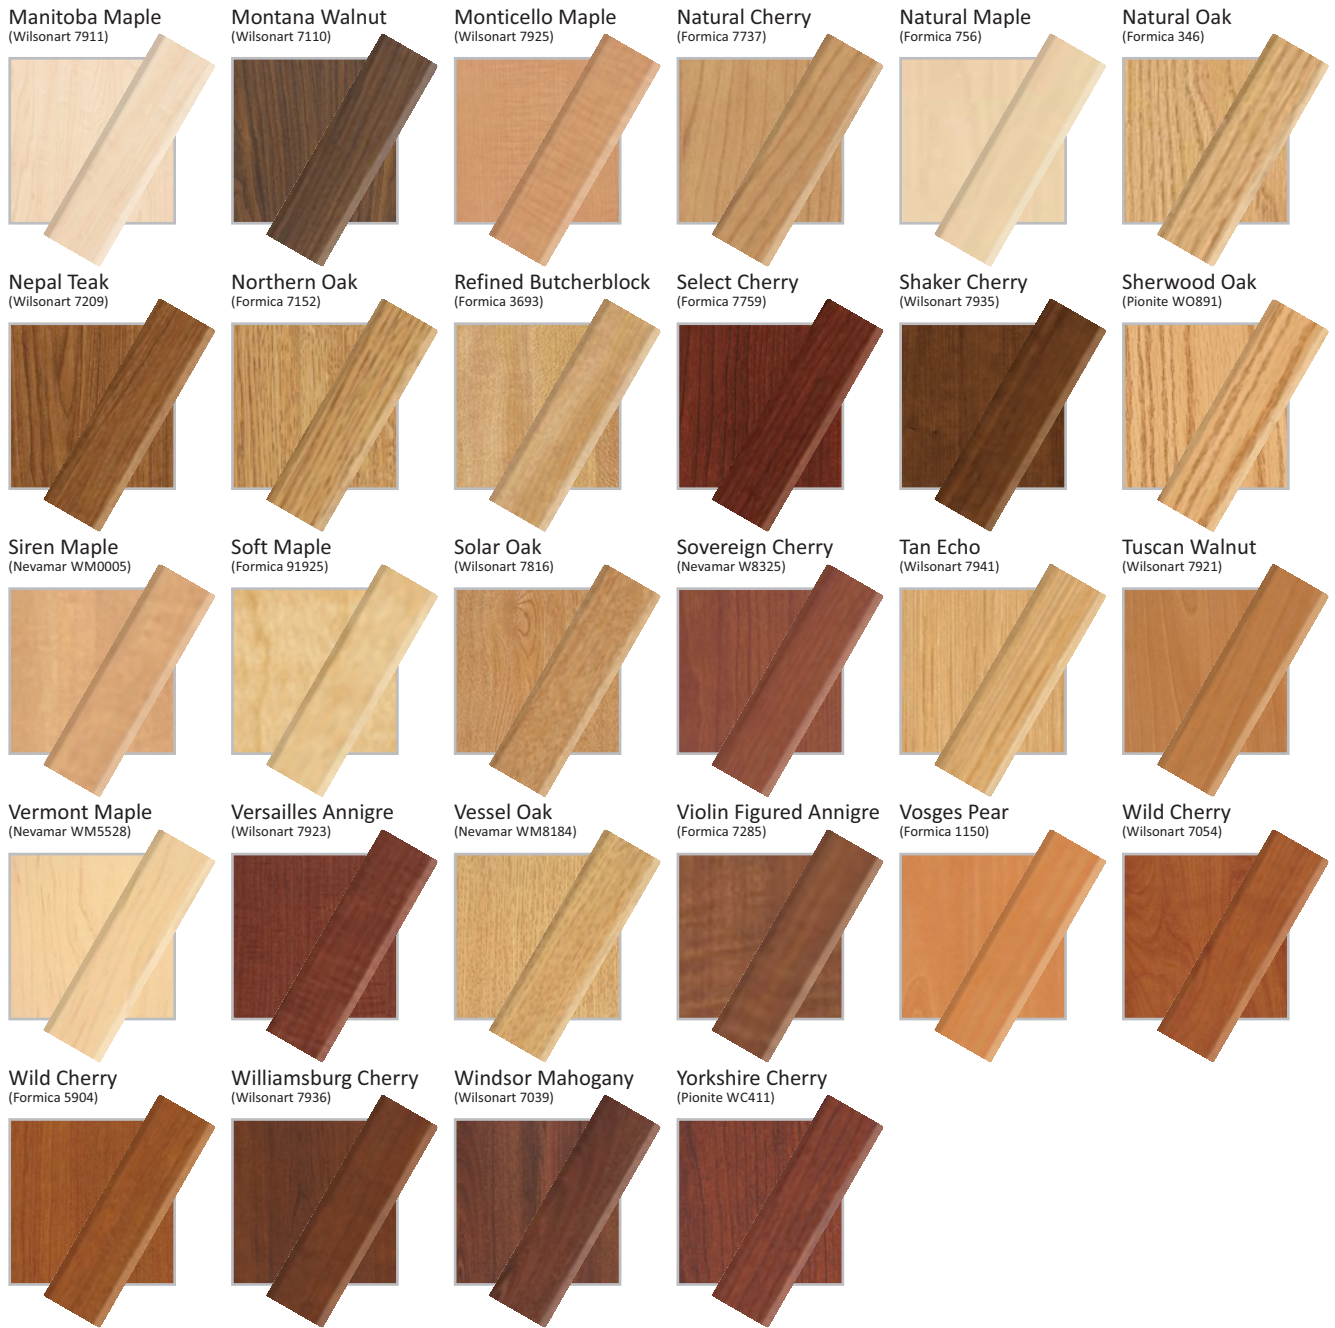 Manitoba Maple
(Wilsonart 7911)
Montana Walnut
(Wilsonart 7110)
Monticello Maple
(Wilsonart 7925)
Natural Cherry
(Formica 7737)
Natural Maple
(Formica 756)
Natural Oak
(Formica 346)
Nepal Teak
(Wilsonart 7209)
Northern Oak
(Formica 7152)
Refined Butcherblock
(Formica 3693)
Select Cherry
(Formica 7759)
Shaker Cherry
(Wilsonart 7935)
Sherwood Oak
(Pionite WO891)
Siren Maple
(Nevamar WM0005)
Soft Maple
(Formica 91925)
Solar Oak
(Wilsonart 7816)
Sovereign Cherry
(Nevamar W8325)
Tan Echo
(Wilsonart 7941)
Tuscan Walnut
(Wilsonart 7921)
Vermont Maple
(Nevamar WM5528)
Versailles Annigre
(Wilsonart 7923)
Vessel Oak
(Nevamar WM8184)
Violin Figured Annigre
(Formica 7285)
Vosges Pear
(Formica 1150)
Wild Cherry
(Wilsonart 7054)
Wild Cherry
(Formica 5904)
Williamsburg Cherry
(Wilsonart 7936)
Windsor Mahogany
(Wilsonart 7039)
Yorkshire Cherry
(Pionite WC411)